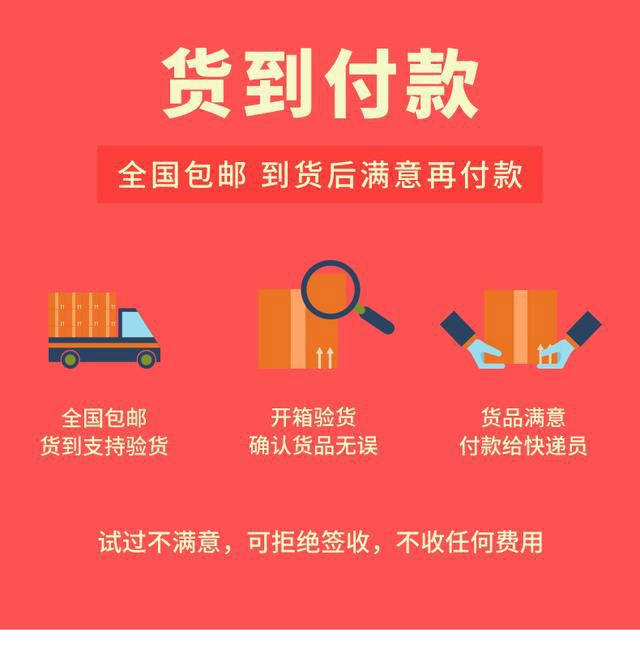 货到付款
全国包邮 到货后满意再付款
全国包邮
货到支持验货
开箱验货
确认货品无误
货品满意
付款给快递员
试过不满意，可拒绝签收，不收任何费用